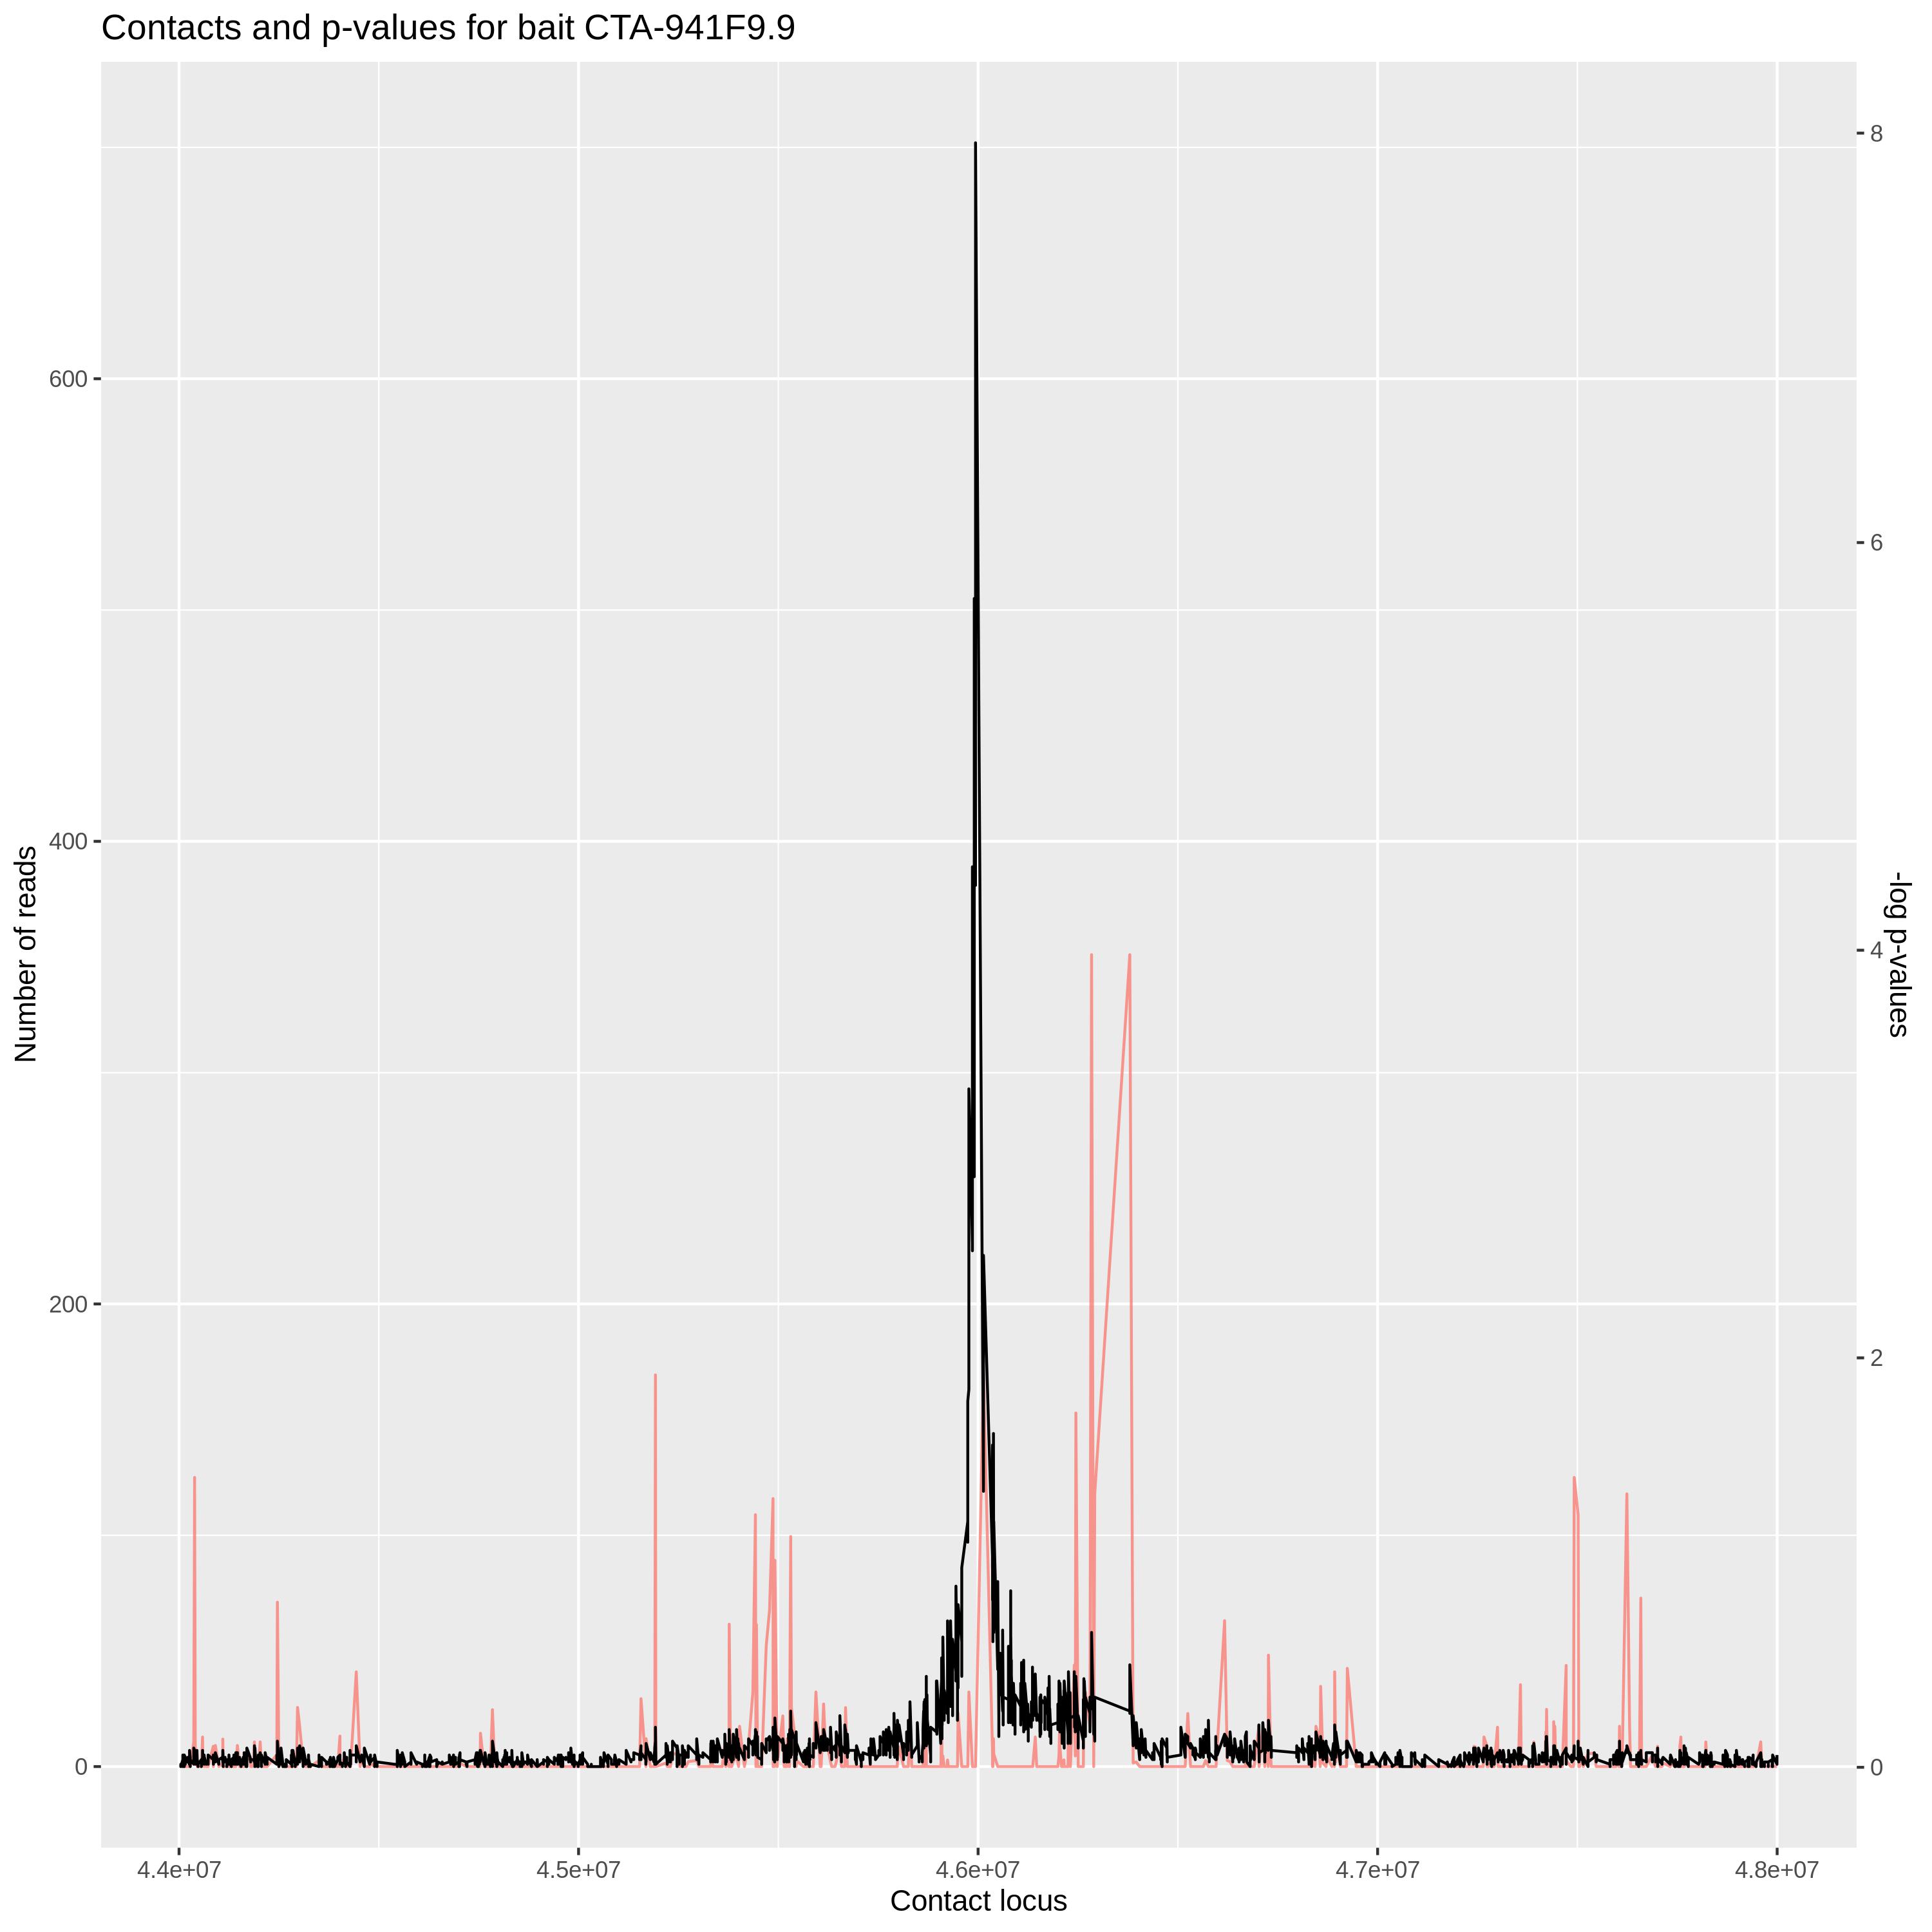 Contacts and p-values for bait CTA-941F9.9
8
6
4
2
0
600
400
200
0
Number of reads
-log p-values
4.4e+07
4.5e+07
4.6e+07
4.7e+07
4.8e+07
Contact locus